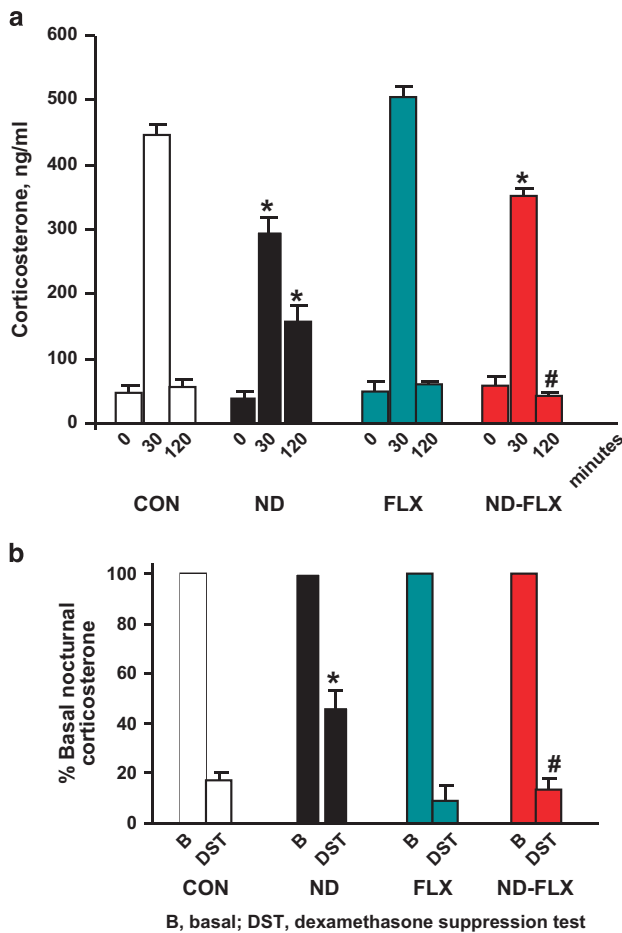 a
600
500
400
300
200
100
0
Corticosterone, ng/ml
* * * #
0 30 120 0 30 120 0 30 120 0 30 120 minutes
CON ND FLX ND-FLX
b
100
80
60
40
20
0
% Basal nocturnal
corticosterone
* #
B DST B DST B DST B DST
CON ND FLX ND-FLX
B, basal; DST, dexamethasone suppression test